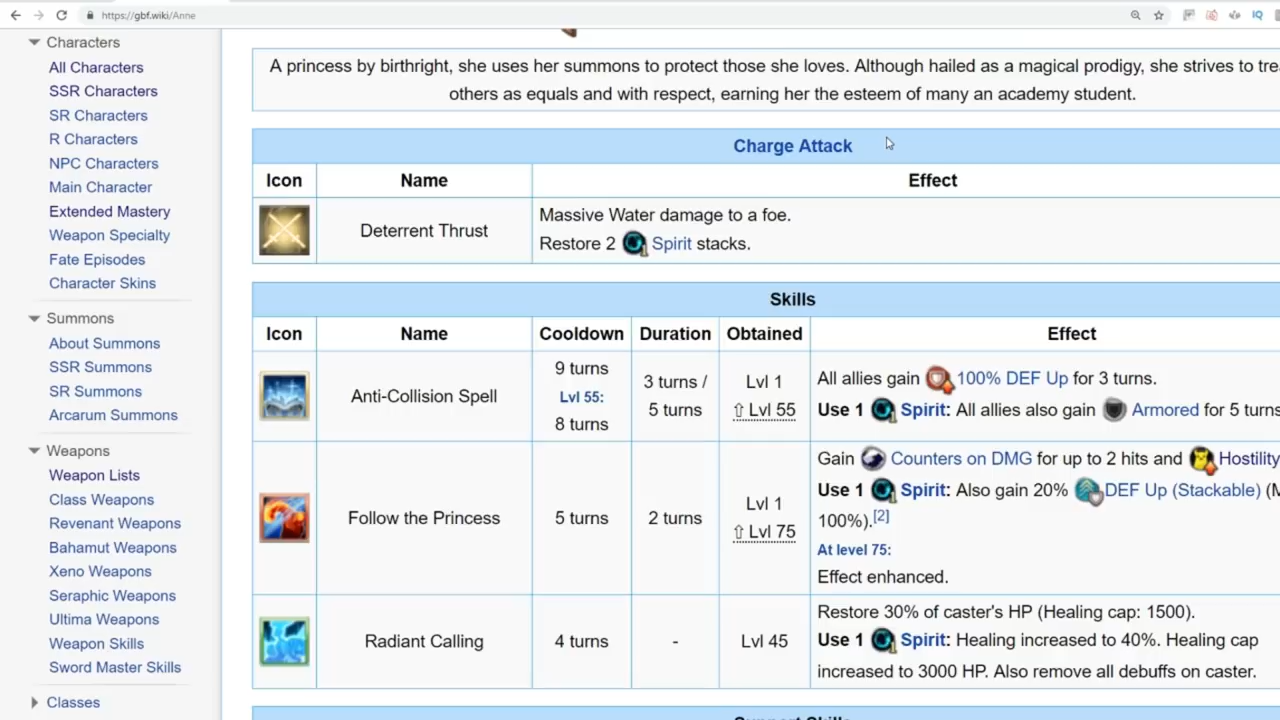 https://gbf.wiki/Anne
IQ
Characters
All Characters
SSR Characters
SR Characters
R Characters
NPC Characters
Main Character
Extended Mastery
Weapon Specialty
Fate Episodes
Character Skins
Summons
About Summons
SSR Summons
SR Summons
Arcarum Summons
Weapons
Weapon Lists
Class Weapons
Revenant Weapons
Bahamut Weapons
Xeno Weapons
Seraphic Weapons
Ultima Weapons
Weapon Skills
Sword Master Skills
Classes
A princess by birthright, she uses her summons to protect those she loves. Although hailed as a magical prodigy, she strives to tre
others as equals and with respect, earning her the esteem of many an academy student.
Charge Attack
Icon Name Effect
Deterrent Thrust
Massive Water damage to a foe.
Restore 2 Spirit stacks.
Skills
Icon Name Cooldown Duration Obtained Effect
Anti-Collision Spell
9 turns
Lvl 55:
8 turns
3 turns /
5 turns
Lvl 1
⇧ Lvl 55
All allies gain 100% DEF Up for 3 turns.
Use 1 Spirit: All allies also gain Armored for 5 turns
Follow the Princess
5 turns
2 turns
Lvl 1
⇧ Lvl 75
Gain Counters on DMG for up to 2 hits and Hostility
Use 1 Spirit: Also gain 20% DEF Up (Stackable) (M
100%).[2]
At level 75:
Effect enhanced.
Radiant Calling
4 turns
-
Lvl 45
Restore 30% of caster's HP (Healing cap: 1500).
Use 1 Spirit: Healing increased to 40%. Healing cap
increased to 3000 HP. Also remove all debuffs on caster.
Support Skills